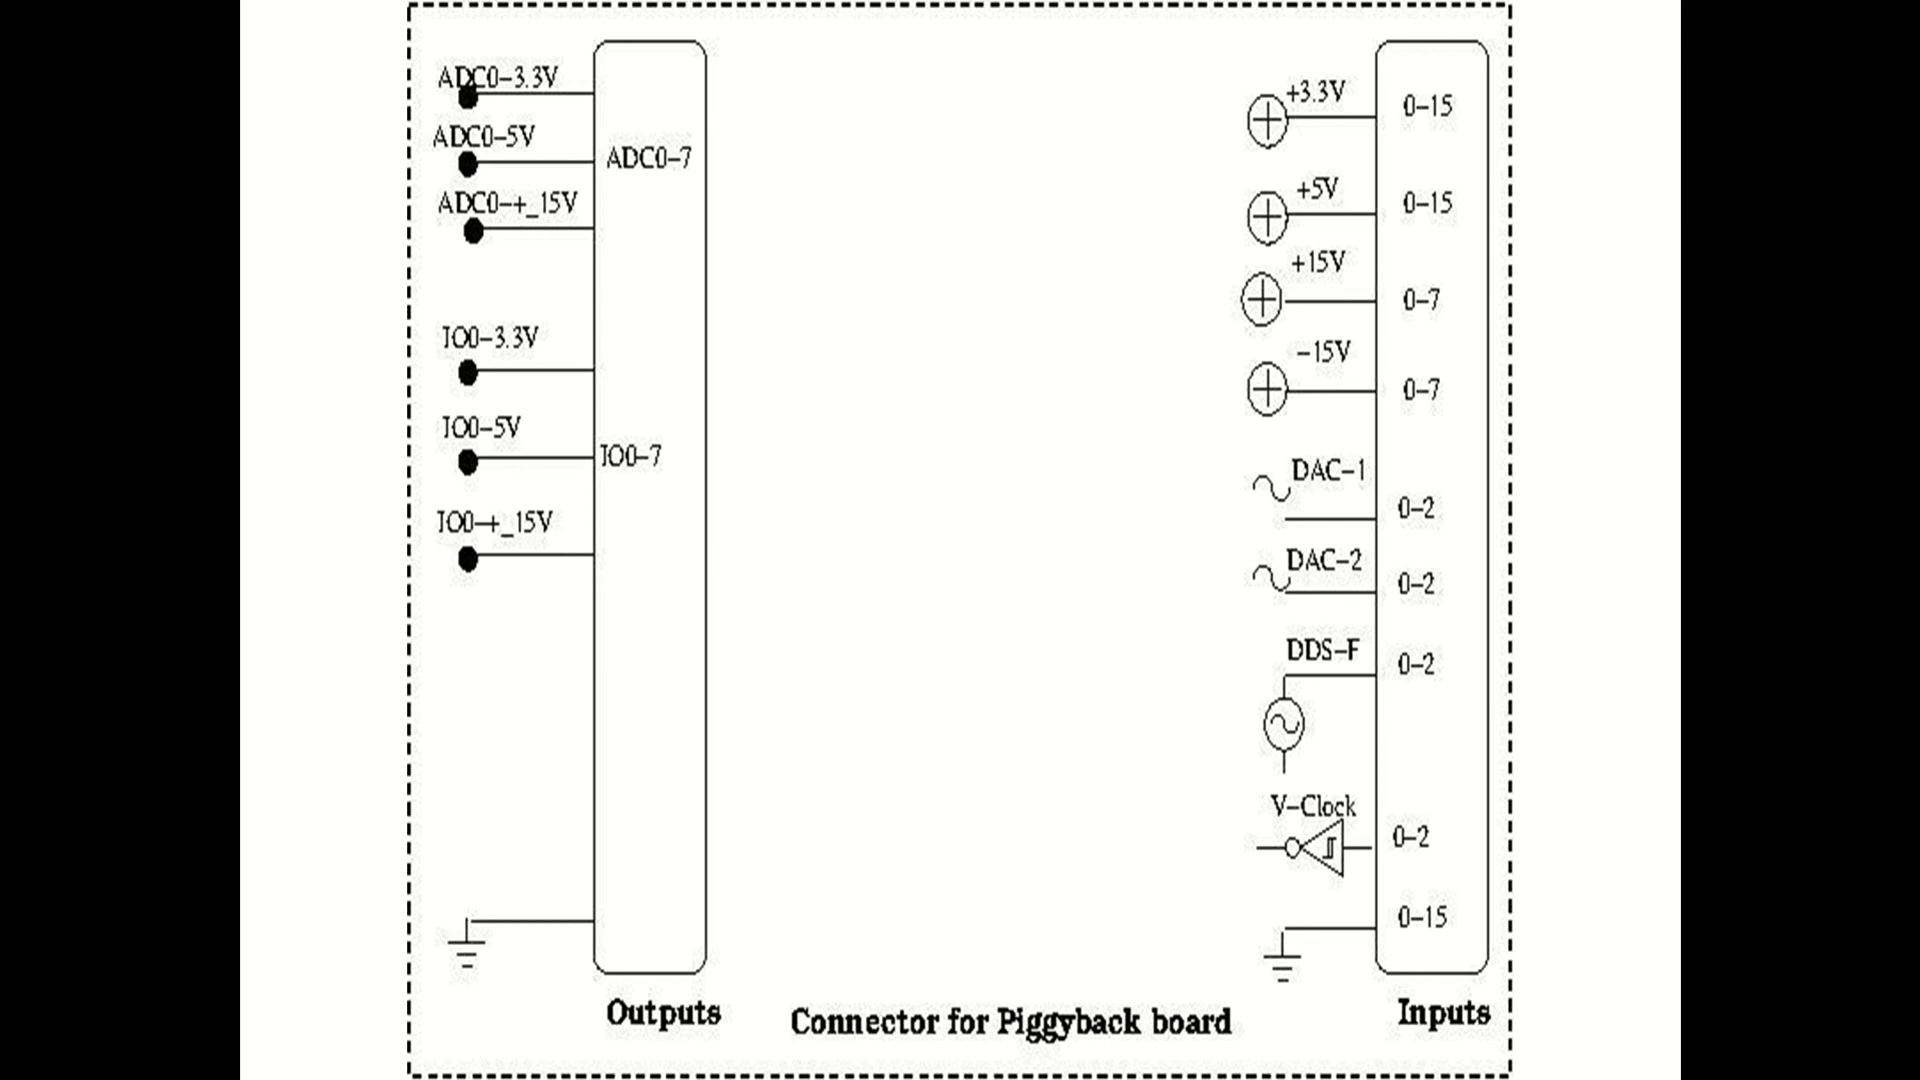 ADC0-3.3V
ADC0-5V
ADC0-7
ADC0-+_15V
IO0-3.3V
IO0-5V
IO0-7
IO0-+_15V
Outputs
Connector for Piggyback board
+3.3V
0-15
+5V
0-15
+15V
0-7
-15V
0-7
DAC-1
0-2
DAC-2
0-2
DDS-F
0-2
V-Clock
0-2
0-15
Inputs